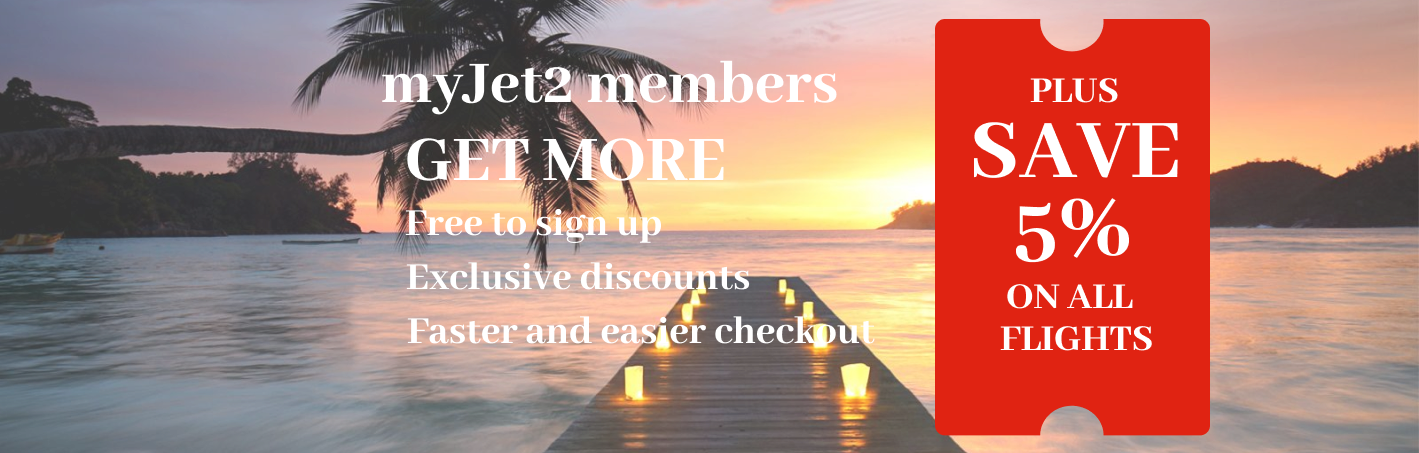 myJet2 members
GET MORE
Free to sign up
Exclusive discounts
Faster and easier checkout
PLUS
SAVE
5%
ON ALL
FLIGHTS